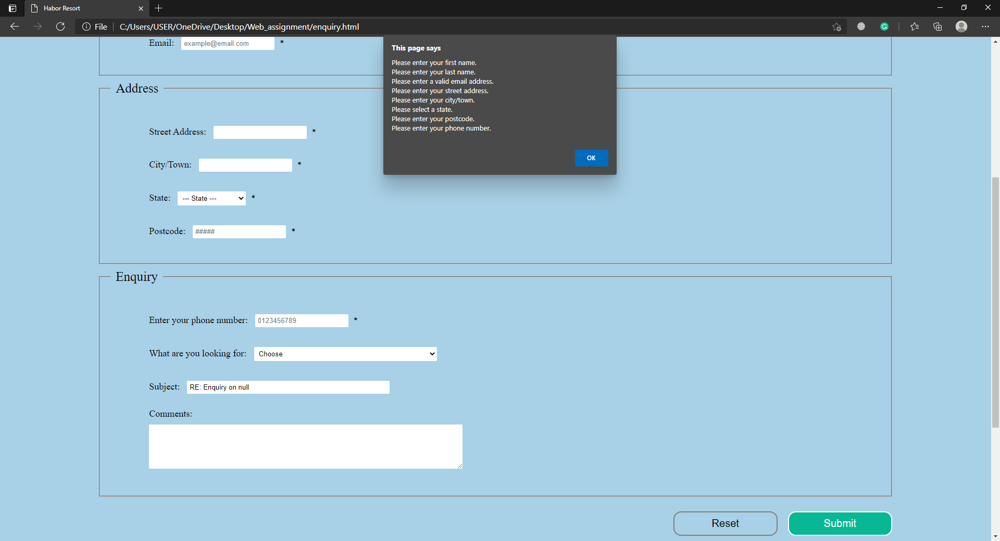 Habor Resort
File
C:/Users/USER/OneDrive/Desktop/Web_assignment/enquiry.html
Email: example@email.com *
This page says
Please enter your first name.
Please enter your last name.
Please enter a valid email address.
Please enter your street address.
Please enter your city/town.
Please select a state.
Please enter your postcode.
Please enter your phone number.
OK
Address
Street Address: *
City/Town: *
State: --- State --- *
Postcode: ##### *
Enquiry
Enter your phone number: 0123456789 *
What are you looking for: Choose
Subject: RE: Enquiry on null
Comments:
Reset
Submit